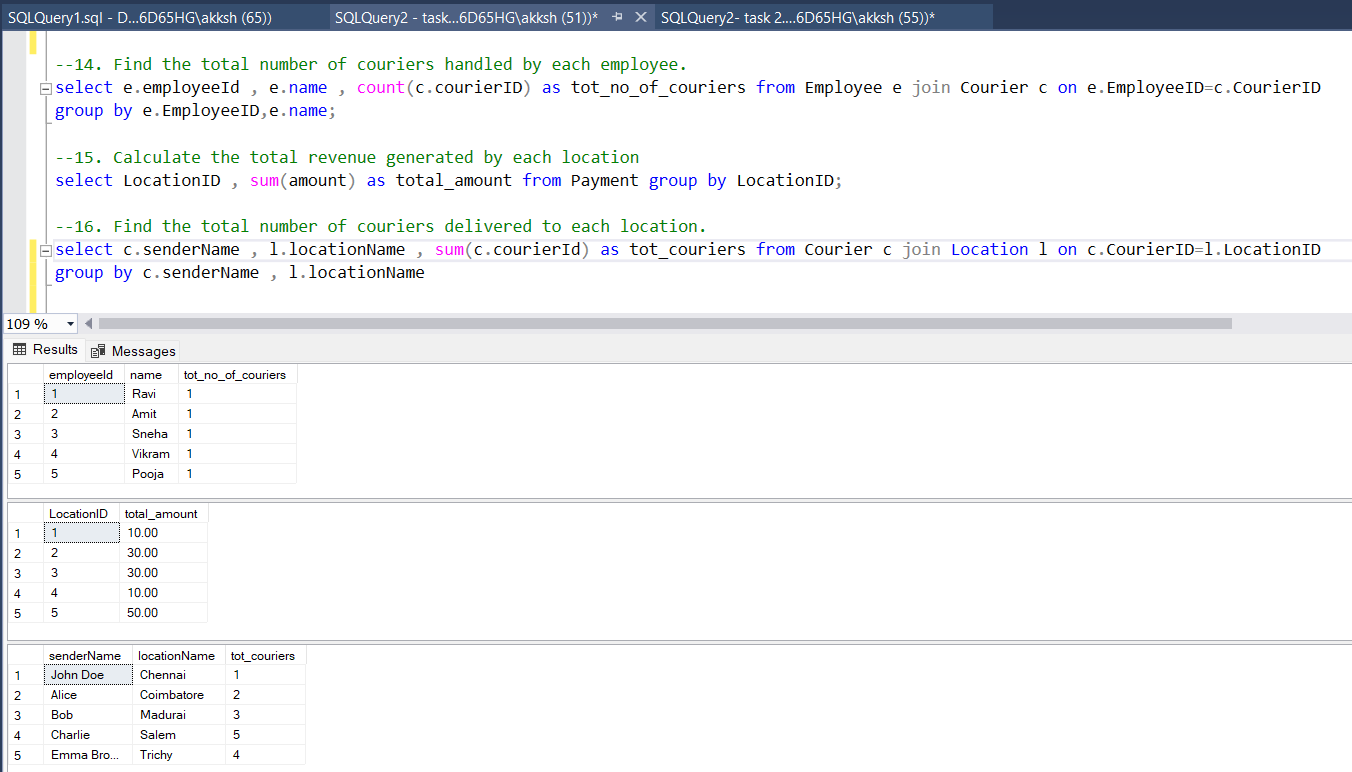 SQLQuery1.sql - D...6D65HG\akksh (65)) SQLQuery2 - task...6D65HG\akksh (51))* SQLQuery2- task 2....6D65HG\akksh (55))*
--14. Find the total number of couriers handled by each employee.
select e.employeeId , e.name , count(c.courierID) as tot_no_of_couriers from Employee e join Courier c on e.EmployeeID=c.CourierID
group by e.EmployeeID,e.name;
--15. Calculate the total revenue generated by each location
select LocationID , sum(amount) as total_amount from Payment group by LocationID;
--16. Find the total number of couriers delivered to each location.
select c.senderName , l.locationName , sum(c.courierId) as tot_couriers from Courier c join Location l on c.CourierID=l.LocationID
group by c.senderName , l.locationName
109 %
Results Messages
employeeId name tot_no_of_couriers
1 1 Ravi 1
2 2 Amit 1
3 3 Sneha 1
4 4 Vikram 1
5 5 Pooja 1
LocationID total_amount
1 1 10.00
2 2 30.00
3 3 30.00
4 4 10.00
5 5 50.00
senderName locationName tot_couriers
1 John Doe Chennai 1
2 Alice Coimbatore 2
3 Bob Madurai 3
4 Charlie Salem 5
5 Emma Bro... Trichy 4